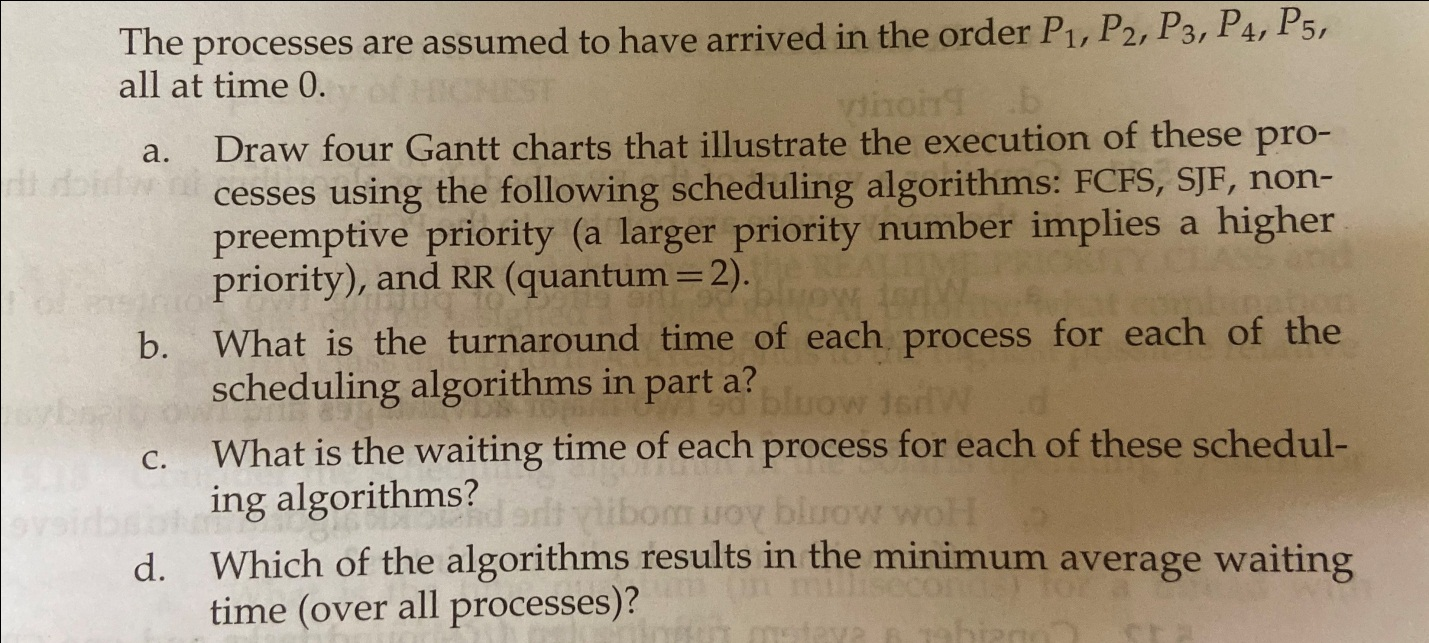 The processes are assumed to have arrived in the order P₁, P₂, P₃, P₄, P₅,
all at time 0.
a. Draw four Gantt charts that illustrate the execution of these pro-
cesses using the following scheduling algorithms: FCFS, SJF, non-
preemptive priority (a larger priority number implies a higher
priority), and RR (quantum = 2).
b. What is the turnaround time of each process for each of the
scheduling algorithms in part a?
c. What is the waiting time of each process for each of these schedul-
ing algorithms?
d. Which of the algorithms results in the minimum average waiting
time (over all processes)?